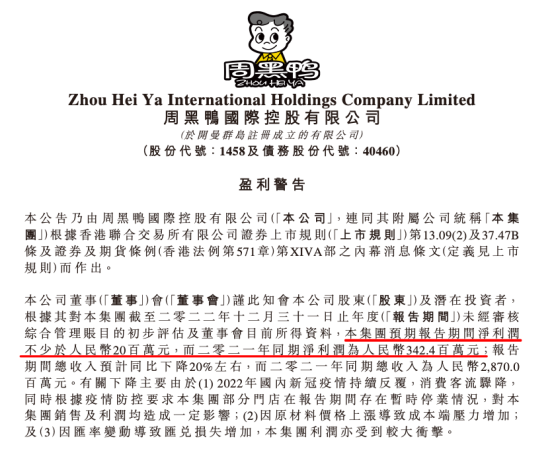 周黑鴨
ZHOU HEI YA
Zhou Hei Ya International Holdings Company Limited
周黑鴨國際控股有限公司
(於開曼群島註冊成立的有限公司)
(股份代號：1458及債務股份代號：40460)
盈利警告
本公告乃由周黑鴨國際控股有限公司(「本公司」，連同其附屬公司統稱「本集
團」)根據香港聯合交易所有限公司證券上市規則(「上市規則」)第13.09(2)及37.47B
條及證券及期貨條例(香港法例第571章)第XIVA部之內幕消息條文(定義見上市
規則)而作出。
本公司董事(「董事」)會(「董事會」)謹此知會本公司股東(「股東」)及潛在投資者，
根據其對本集團截至二零二二年十二月三十一日止年度(「報告期間」)未經審核
綜合管理賬目的初步評估及董事會目前所得資料，本集團預期報告期間淨利潤
不少於人民幣20百萬元，而二零二一年同期淨利潤為人民幣342.4百萬元；報告
期間總收入預計同比下降20%左右，而二零二一年同期總收入為人民幣2,870.0
百萬元。有關下降主要由於(1) 2022年國內新冠疫情持續反覆，消費客流驟降，
同時根據疫情防控要求本集團部分門店在報告期間存在暫時停業情況，對本
集團銷售及利潤均造成一定影響；(2)因原材料價格上漲導致成本端壓力增加；
及(3)因匯率變動導致匯兌損失增加，本集團利潤亦受到較大衝擊。